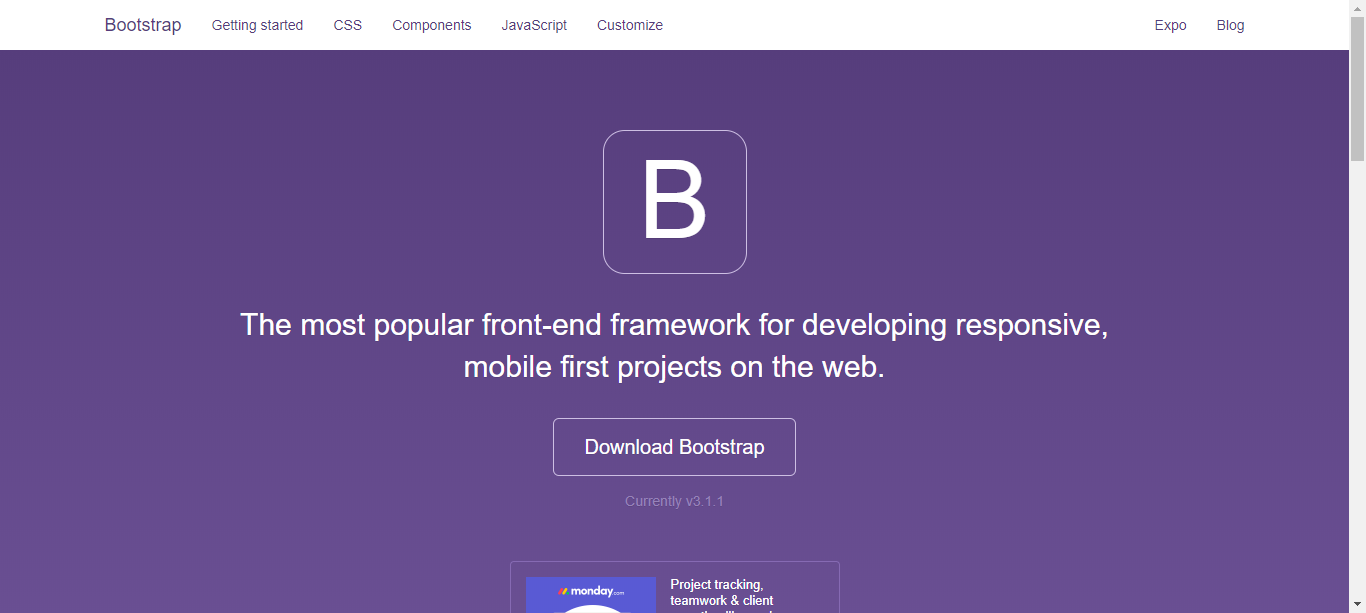 Bootstrap Getting started CSS Components JavaScript Customize Expo Blog
B
The most popular front-end framework for developing responsive,
mobile first projects on the web.
Download Bootstrap
Currently v3.1.1
monday.com
Project tracking,
teamwork & client